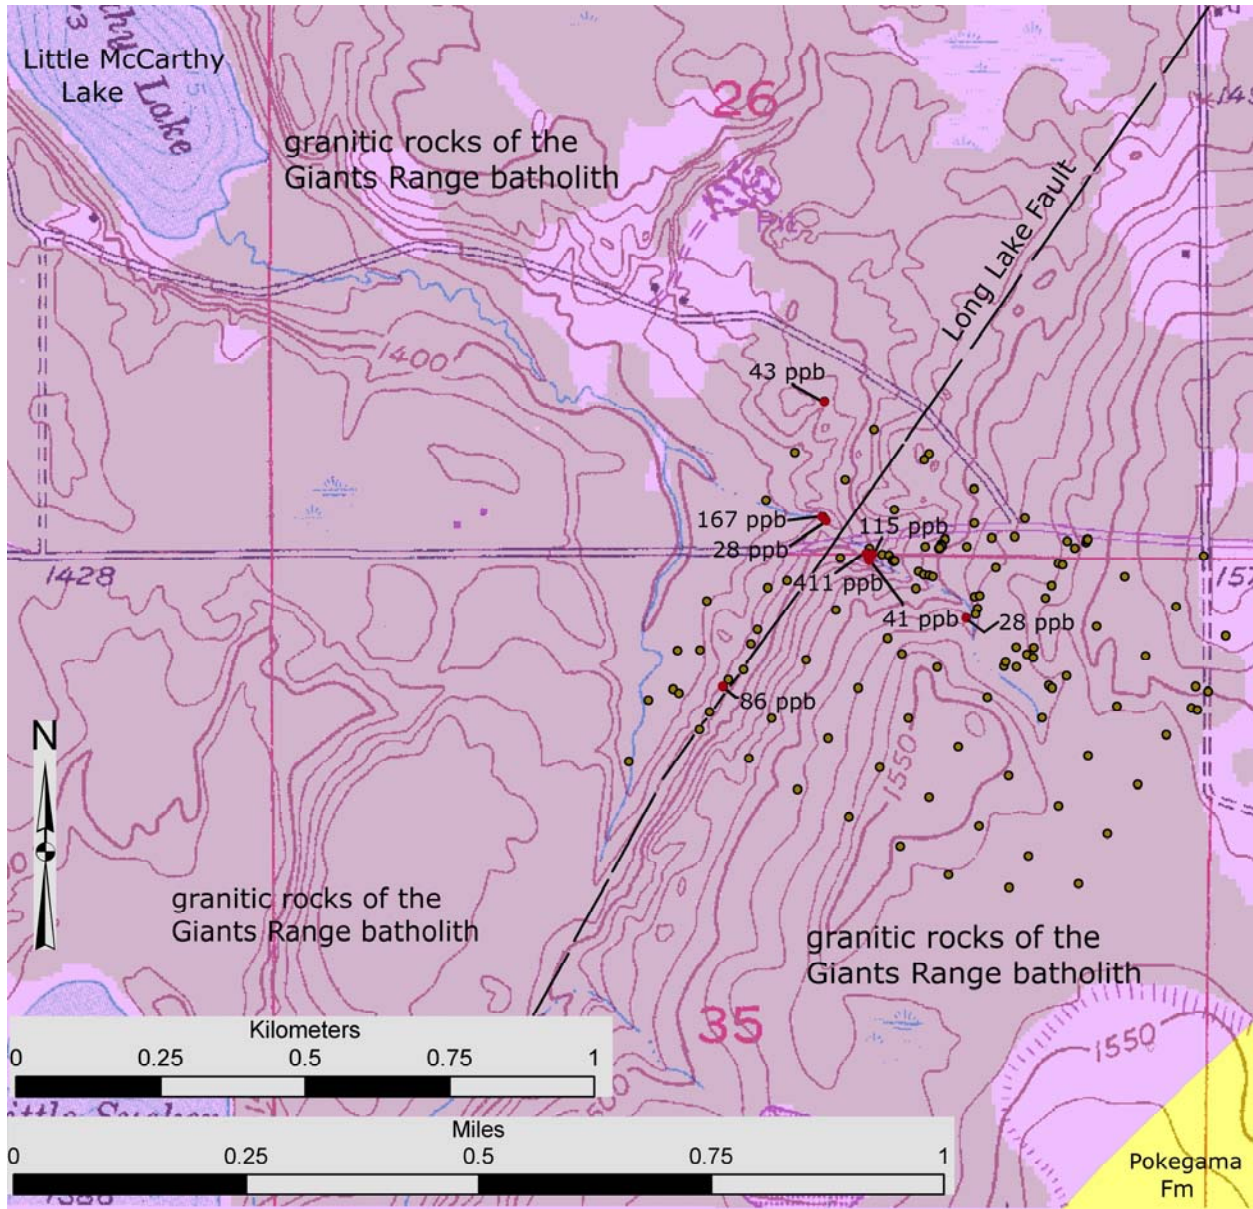 Little McCarthy
Lake
Lake
granitic rocks of the
Giants Range batholith
26
Pit
Long Lake Fault
1400
43 ppb
167 ppb
28 ppb
115 ppb
411 ppb
41 ppb
28 ppb
86 ppb
1428
1550
N
granitic rocks of the
Giants Range batholith
granitic rocks of the
Giants Range batholith
35
1550
Kilometers
0 0.25 0.5 0.75 1
Miles
0 0.25 0.5 0.75 1
Pokegama
Fm